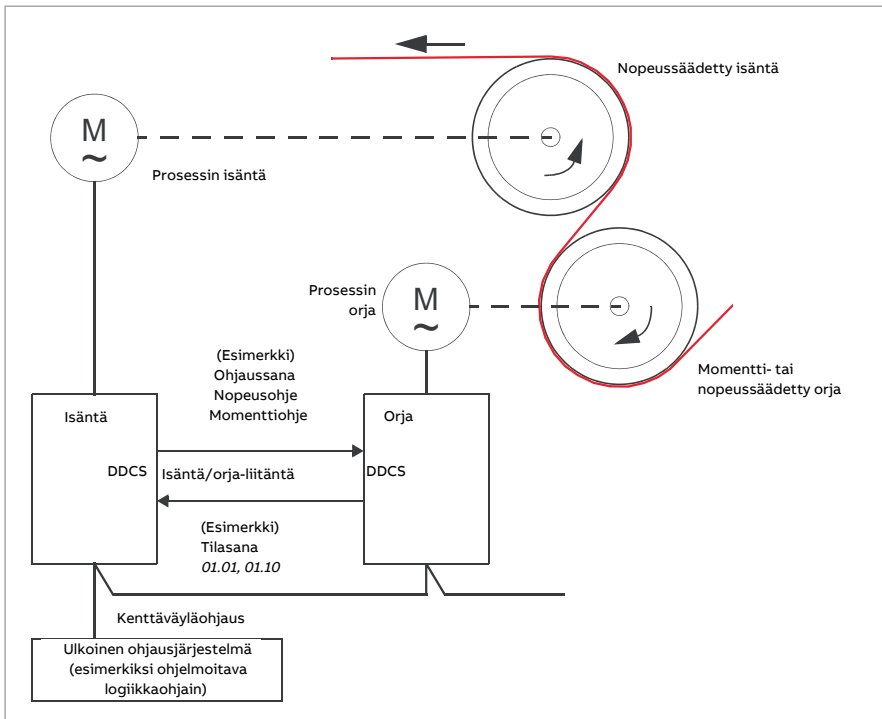 Nopeussäädetty isäntä
M
~
Prosessin isäntä
Prosessin
orja
M
~
Momentti- tai
nopeussäädetty orja
(Esimerkki)
Ohjaussana
Nopeusohje
Momenttiohje
Isäntä
Orja
DDCS
Isäntä/orja-liitäntä
DDCS
(Esimerkki)
Tilasana
01.01, 01.10
Kenttäväyläohjaus
Ulkoinen ohjausjärjestelmä
(esimerkiksi ohjelmoitava
logiikkaohjain)